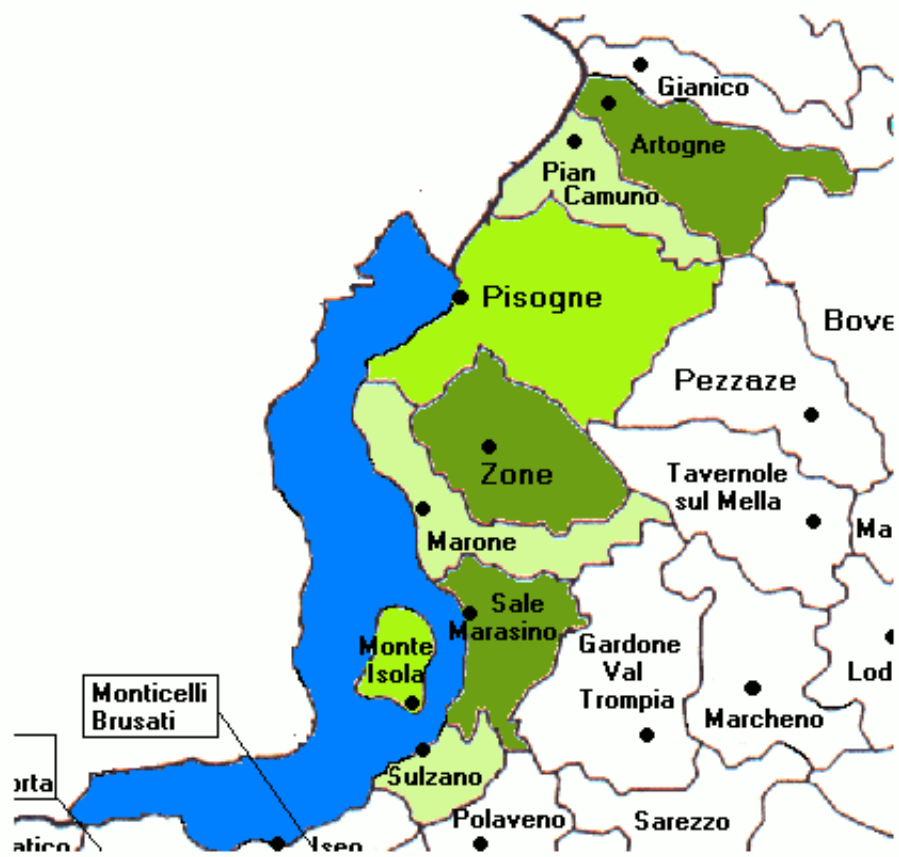 Gianico
Artogne
Pian
Camuno
Pisogne
Bove
Pezzaze
Zone
Tavernole
sul Mella
Ma
Marone
Sale
Marasino
Monte
Isola
Gardone
Val
Trompia
Lod
Monticelli
Brusati
Marcheno
orta
Sulzano
Polaveno
Sarezzo
atico
Iseo